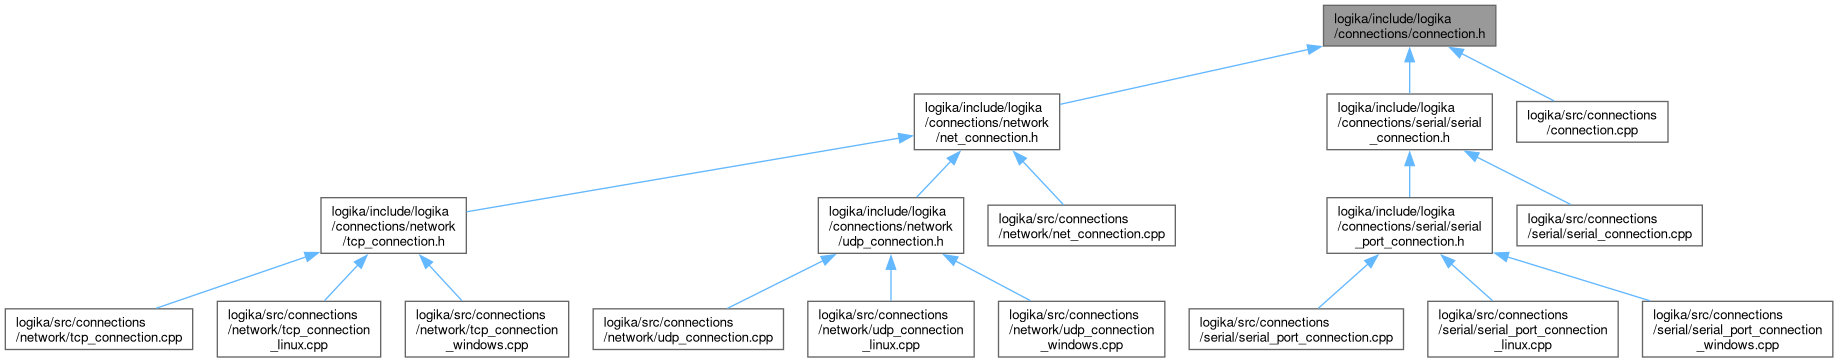 logika/include/logika
/connections/connection.h
logika/include/logika
/connections/network
/net_connection.h
logika/include/logika
/connections/serial/serial
_connection.h
logika/src/connections
/connection.cpp
logika/include/logika
/connections/network
/tcp_connection.h
logika/include/logika
/connections/network
/udp_connection.h
logika/src/connections
/network/net_connection.cpp
logika/include/logika
/connections/serial/serial
_port_connection.h
logika/src/connections
/serial/serial_connection.cpp
logika/src/connections
/network/tcp_connection.cpp
logika/src/connections
/network/tcp_connection
_linux.cpp
logika/src/connections
/network/tcp_connection
_windows.cpp
logika/src/connections
/network/udp_connection.cpp
logika/src/connections
/network/udp_connection
_linux.cpp
logika/src/connections
/network/udp_connection
_windows.cpp
logika/src/connections
/serial/serial_port_connection.cpp
logika/src/connections
/serial/serial_port_connection
_linux.cpp
logika/src/connections
/serial/serial_port_connection
_windows.cpp